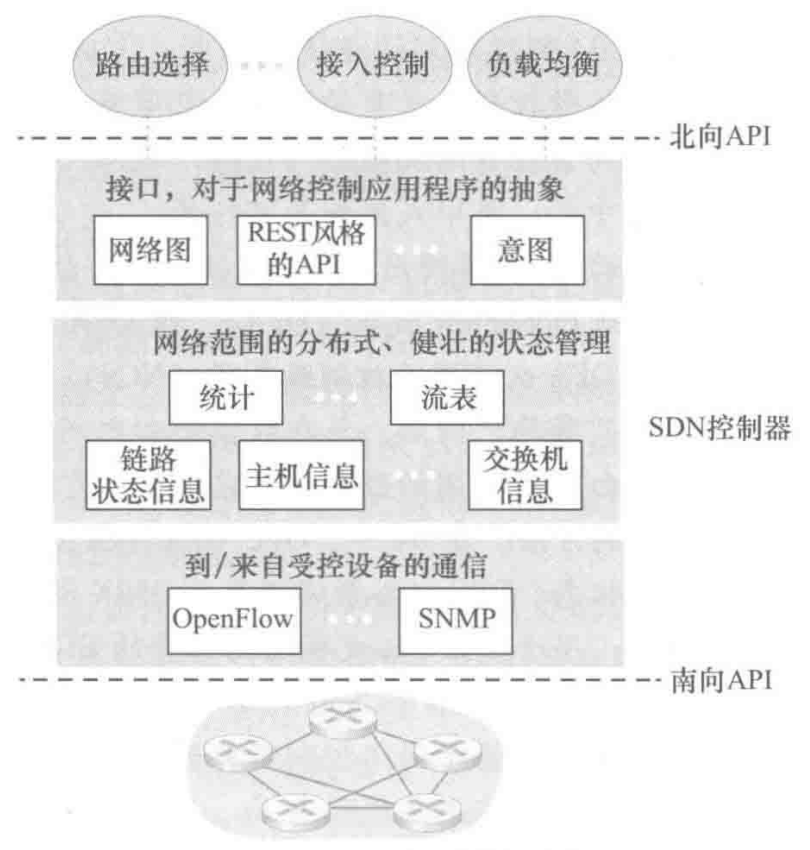 路由选择 接入控制 负载均衡
北向API
接口，对于网络控制应用程序的抽象
网络图 REST风格
的API 意图
网络范围的分布式、健壮的状态管理
统计 流表
SDN控制器
链路
状态信息 主机信息 交换机
信息
到/来自受控设备的通信
OpenFlow SNMP
南向API